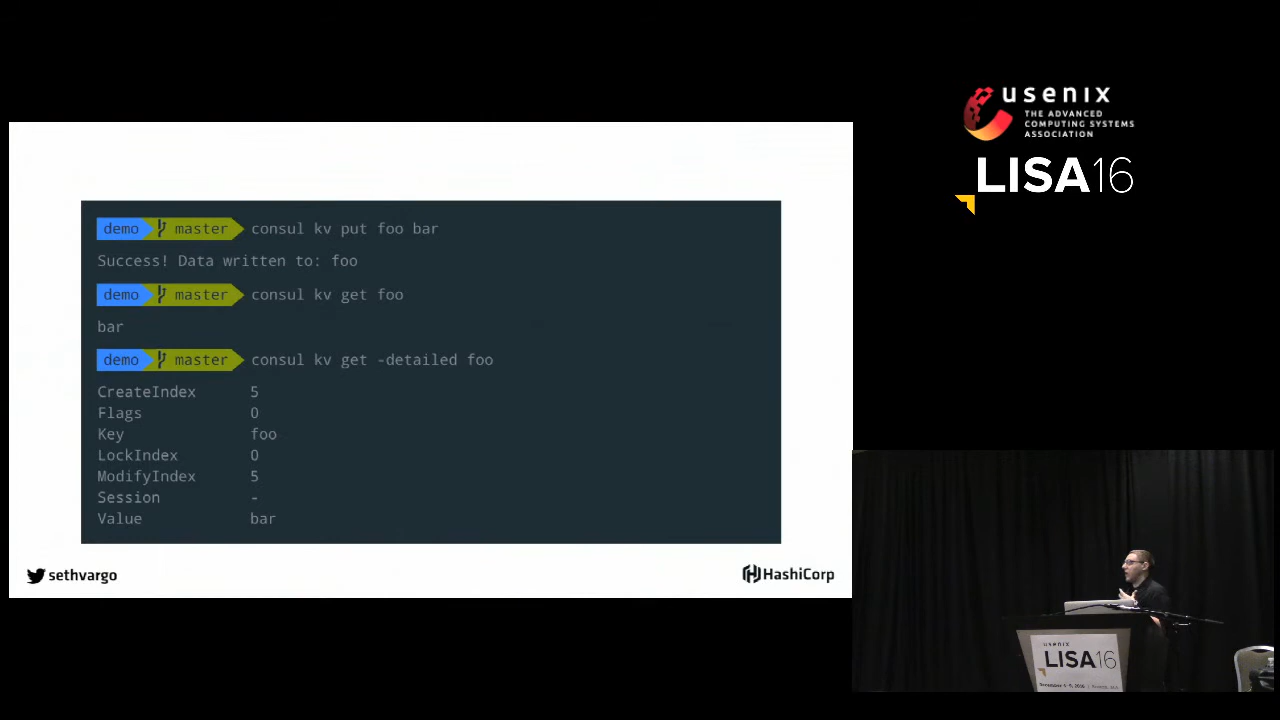 usenix
THE ADVANCED
COMPUTING SYSTEMS
ASSOCIATION
LISA16
demo master consul kv put foo bar
Success! Data written to: foo
demo master consul kv get foo
bar
demo master consul kv get -detailed foo
CreateIndex 5
Flags 0
Key foo
LockIndex 0
ModifyIndex 5
Session -
Value bar
sethvargo
HashiCorp
usenix
LISA16